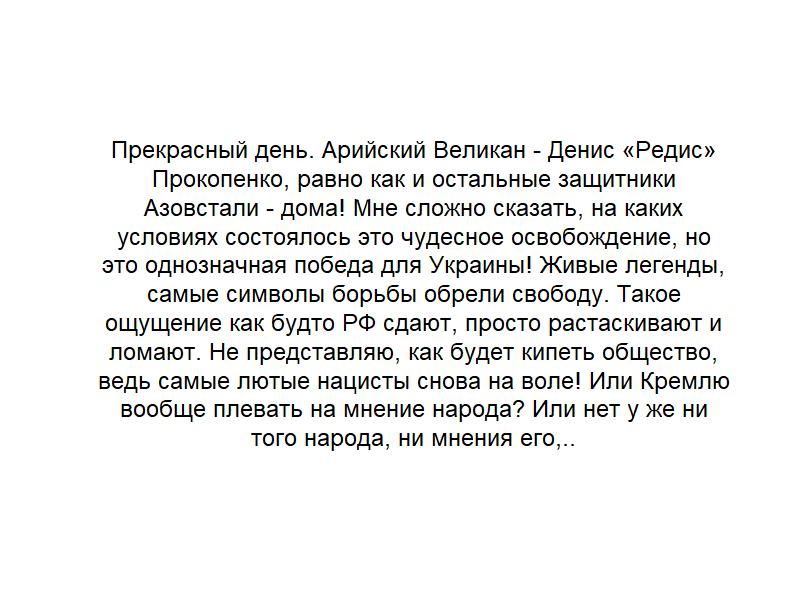 Прекрасный день. Арийский Великан - Денис «Редис»
Прокопенко, равно как и остальные защитники
Азовстали - дома! Мне сложно сказать, на каких
условиях состоялось это чудесное освобождение, но
это однозначная победа для Украины! Живые легенды,
самые символы борьбы обрели свободу. Такое
ощущение как будто РФ сдают, просто растаскивают и
ломают. Не представляю, как будет кипеть общество,
ведь самые лютые нацисты снова на воле! Или Кремлю
вообще плевать на мнение народа? Или нет у же ни
того народа, ни мнения его,..